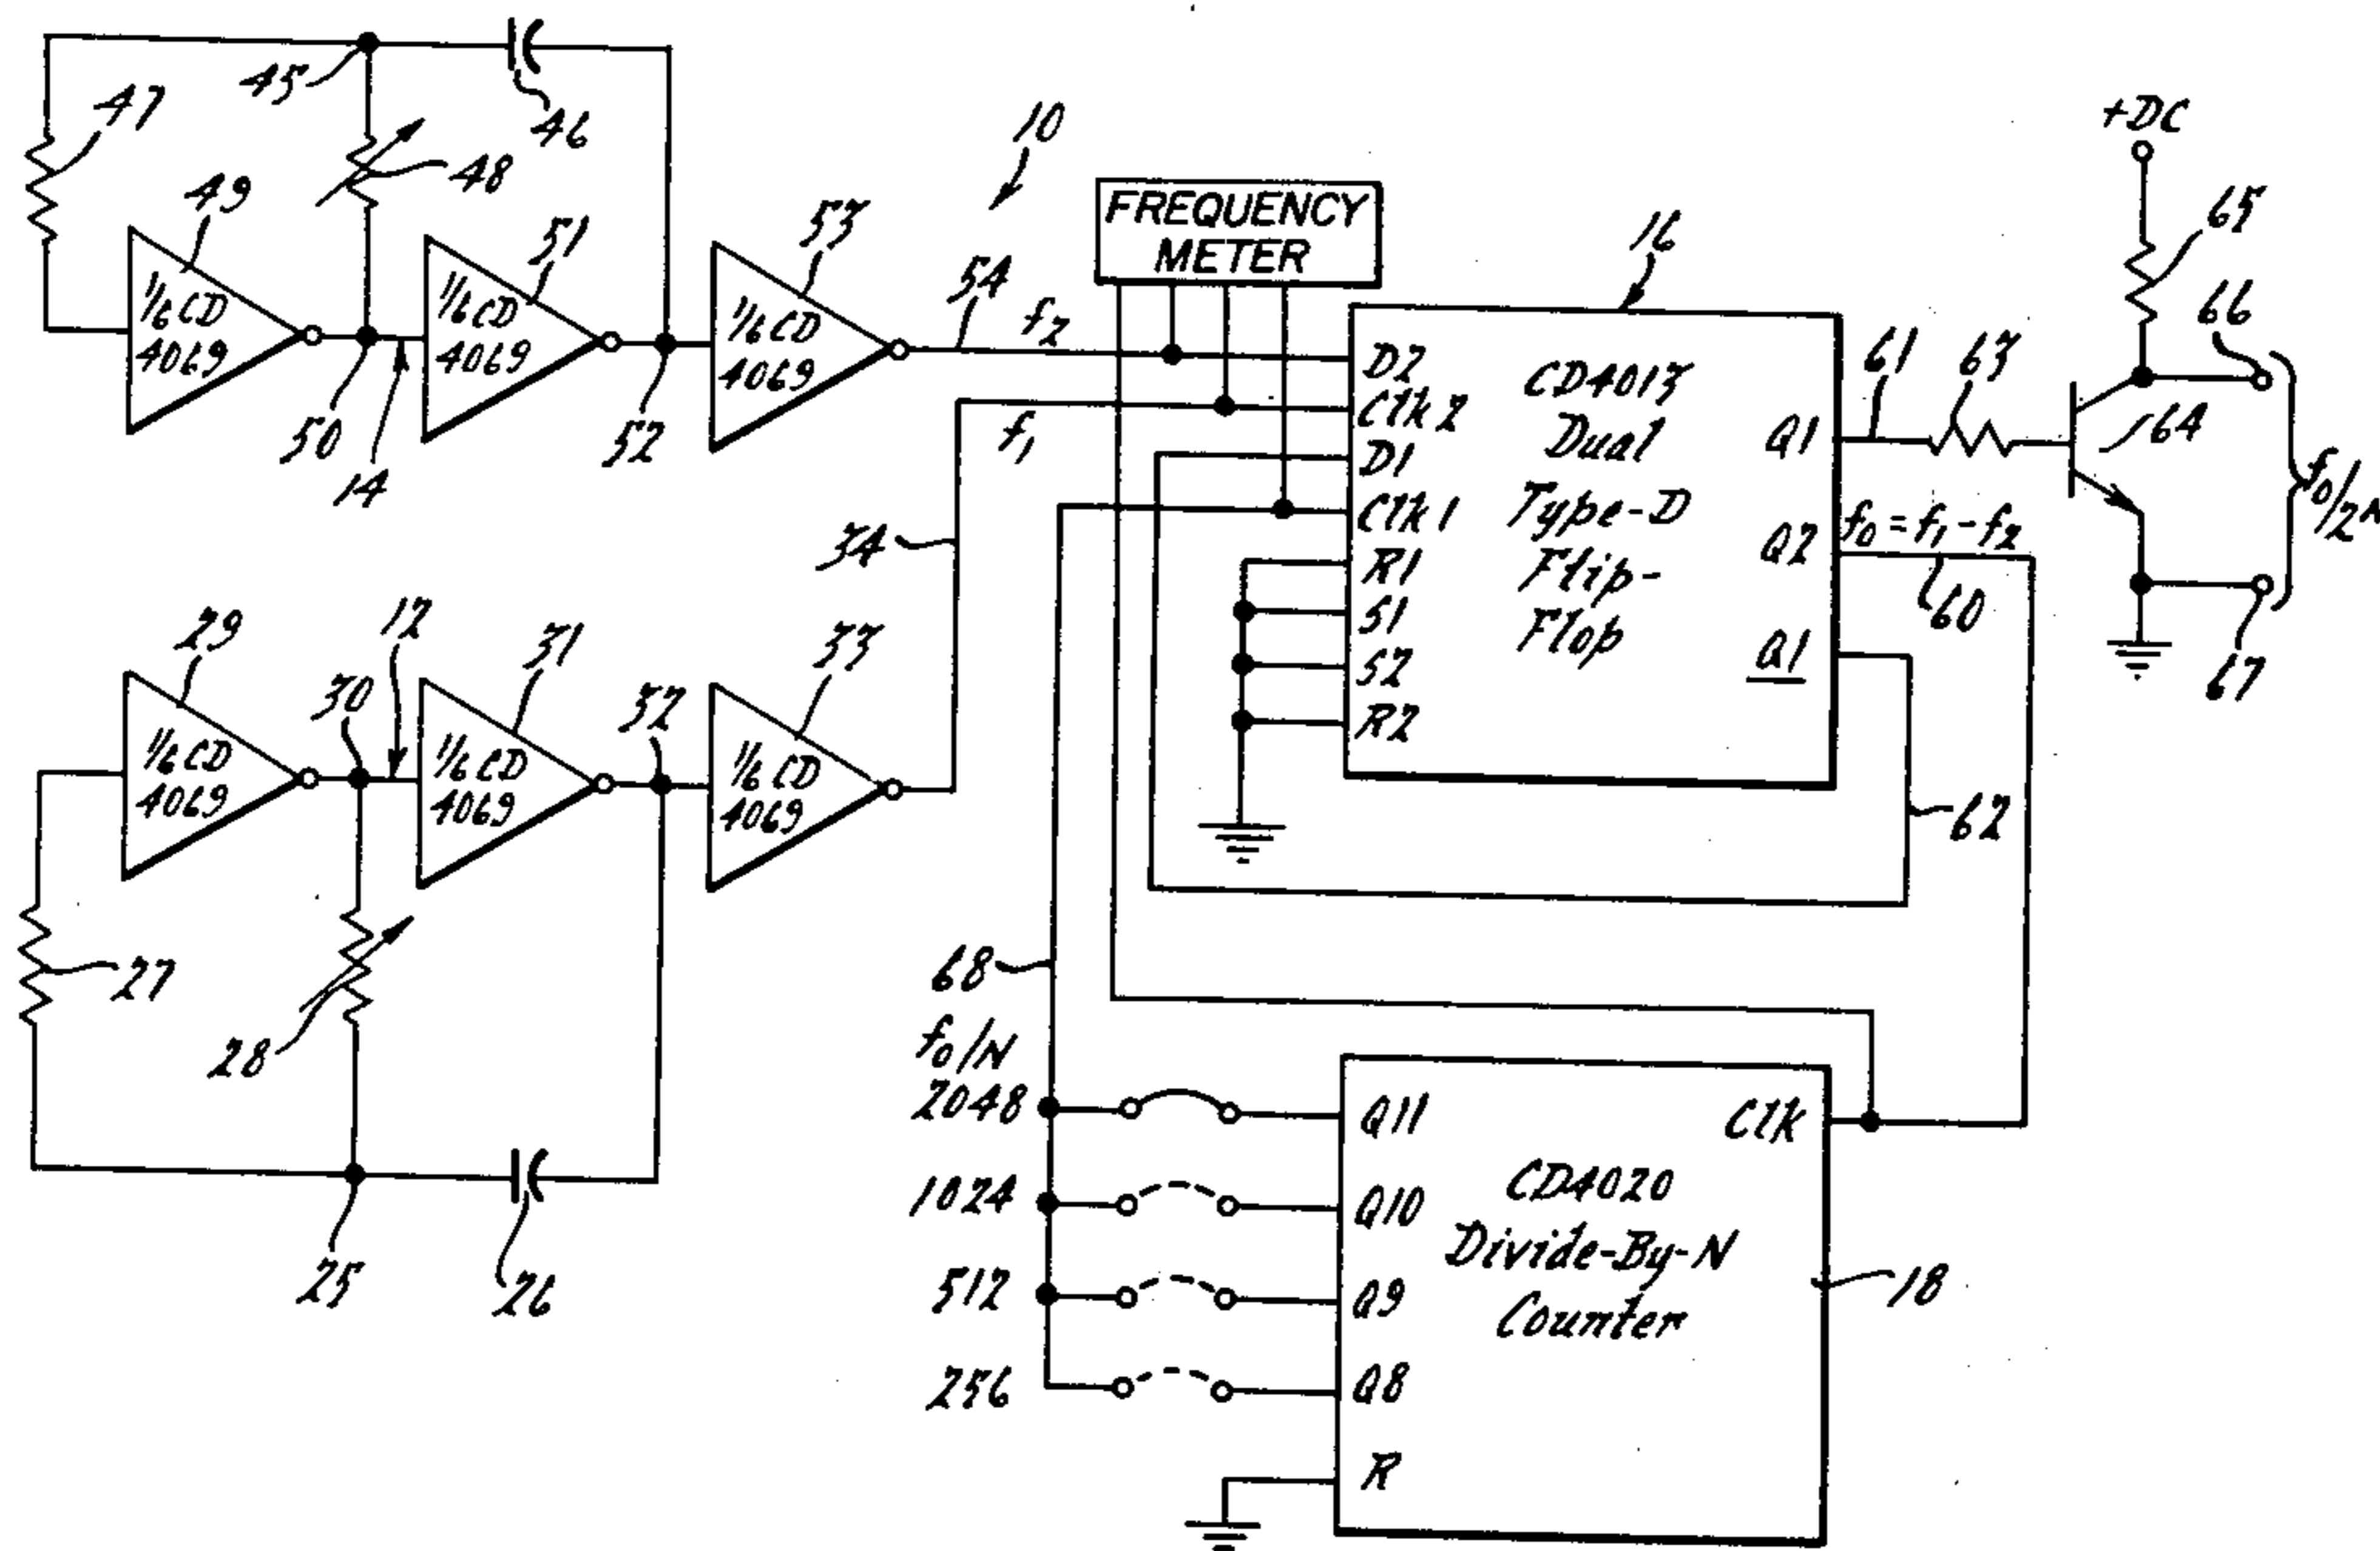 45
46
47
48
49
1/6 CD
4069
50
14
51
1/6 CD
4069
52
53
1/6 CD
4069
10
54
f2
FREQUENCY
METER
16
D2
Clk2
D1
Clk1
R1
S1
S2
R2
CD4013
Dual
Type-D
Flip-
Flop
Q1
Q2
Q1
f1
34
61
63
+DC
65
66
64
f0/2N
f0 = f1 - f2
60
67
62
29
1/6 CD
4069
30
12
31
1/6 CD
4069
32
33
1/6 CD
4069
27
28
25
26
68
f0/N
2048
1024
512
256
Q11
Q10
Q9
Q8
R
Clk
CD4020
Divide-By-N
Counter
18